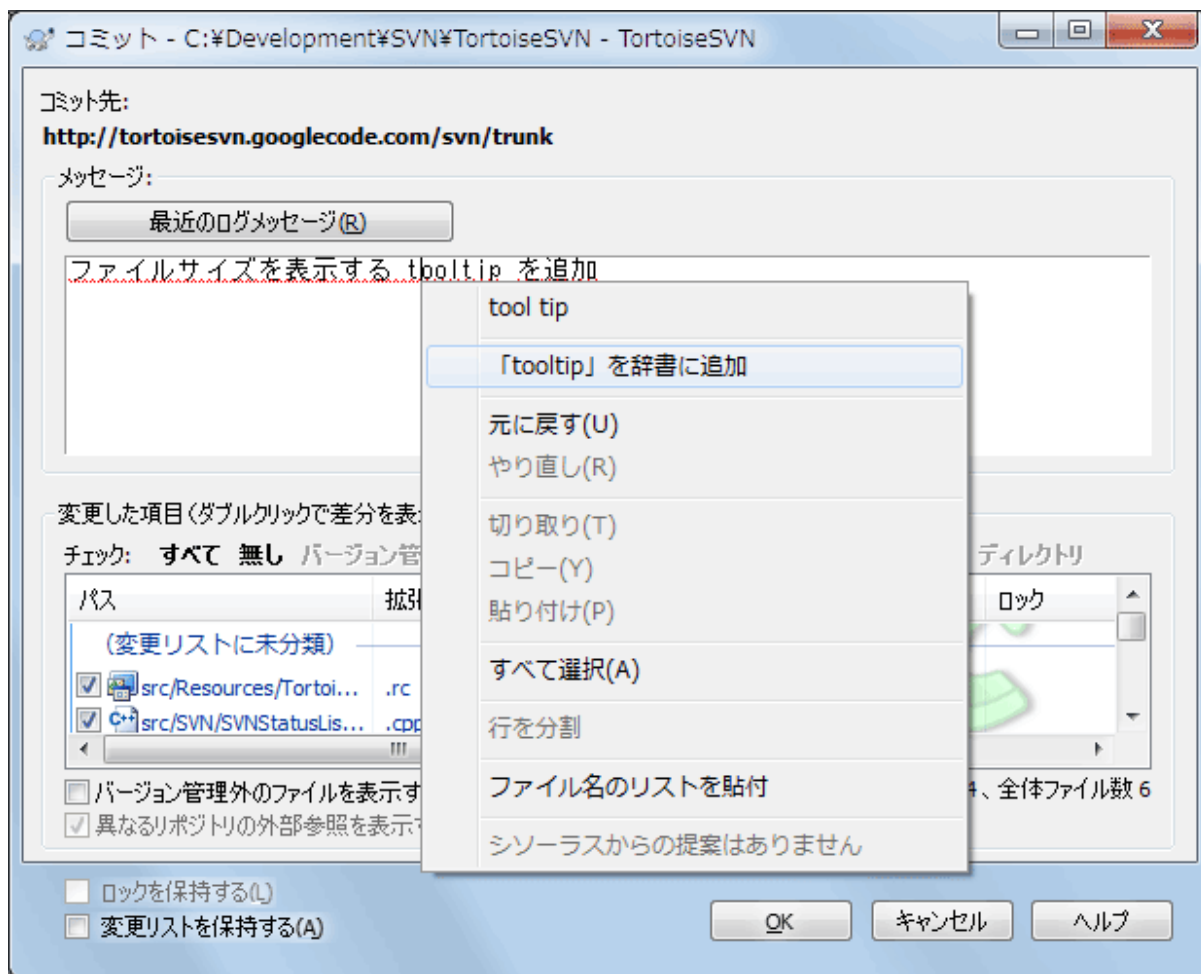 コミット - C:¥Development¥SVN¥TortoiseSVN - TortoiseSVN
コミット先:
http://tortoisesvn.googlecode.com/svn/trunk
メッセージ:
最近のログメッセージ(R)
ファイルサイズを表示する tooltip を追加
tool tip
「tooltip」を辞書に追加
元に戻す(U)
やり直し(R)
切り取り(T)
コピー(Y)
貼り付け(P)
すべて選択(A)
行を分割
ファイル名のリストを貼付
シソーラスからの提案はありません
変更した項目(ダブルクリックで差分を表
チェック: すべて 無し バージョン管 ディレクトリ
パス 拡張 ロック
(変更リストに未分類)
src/Resources/Tortoi... .rc
src/SVN/SVNStatusLis... .cpp
バージョン管理外のファイルを表示す 4、全体ファイル数 6
異なるリポジトリの外部参照を表示
ロックを保持する(L)
変更リストを保持する(A)
OK キャンセル ヘルプ